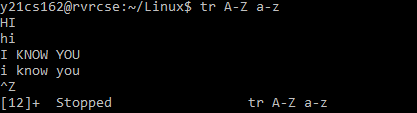 y21cs162@rvrcse:~/Linux$ tr A-Z a-z
HI
hi
I KNOW YOU
i know you
^Z
[12]+  Stopped                 tr A-Z a-z